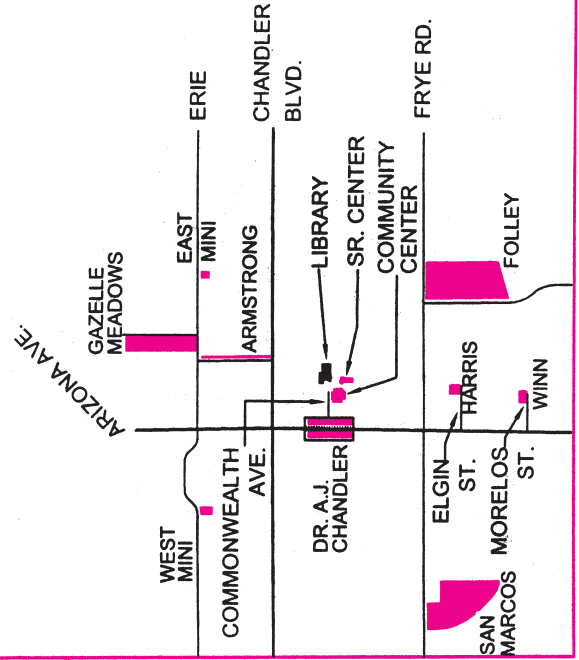 ARIZONA AVE.
GAZELLE
MEADOWS
EAST
MINI
ERIE
CHANDLER
BLVD.
ARMSTRONG
LIBRARY
SR. CENTER
COMMUNITY
CENTER
FRYE RD.
FOLLEY
WEST
MINI
COMMONWEALTH
AVE.
DR. A.J.
CHANDLER
ELGIN
ST.
HARRIS
MORELOS
ST.
WINN
SAN
MARCOS